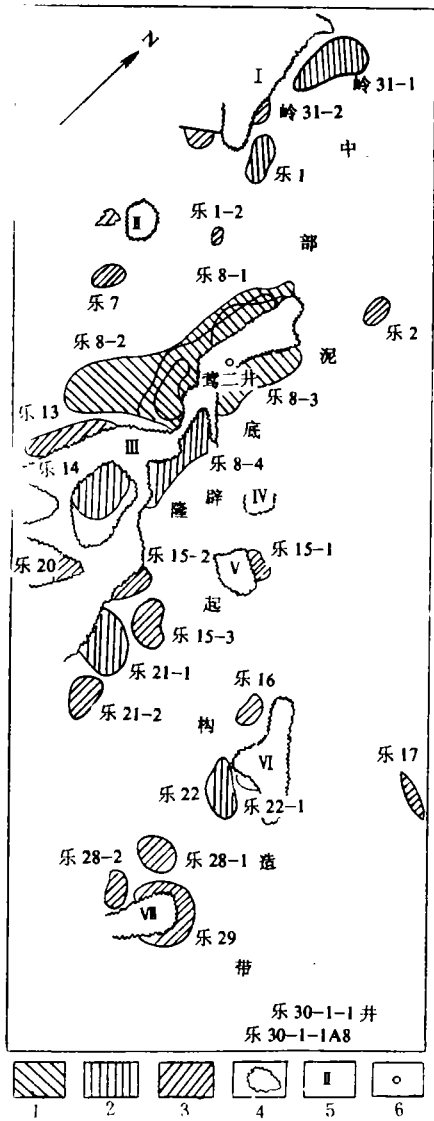 N
I
岭 31-1
岭 31-2
中
乐 1
乐 1-2
Ⅱ
部
乐 8-1
乐 7
乐 2
乐 8-2
泥
莺二井
乐 8-3
乐 13
底
Ⅲ
乐 8-4
乐 14
辟
Ⅳ
隆
乐 15-2
乐 15-1
Ⅴ
乐 20
起
乐 15-3
乐 21-1
乐 16
乐 21-2
构
Ⅵ
乐 17
乐 22
乐 22-1
乐 28-2
乐 28-1
造
Ⅶ
乐 29
带
乐 30-1-1 井
乐 30-1-1A8
Ⅱ
1 2 3 4 5 6